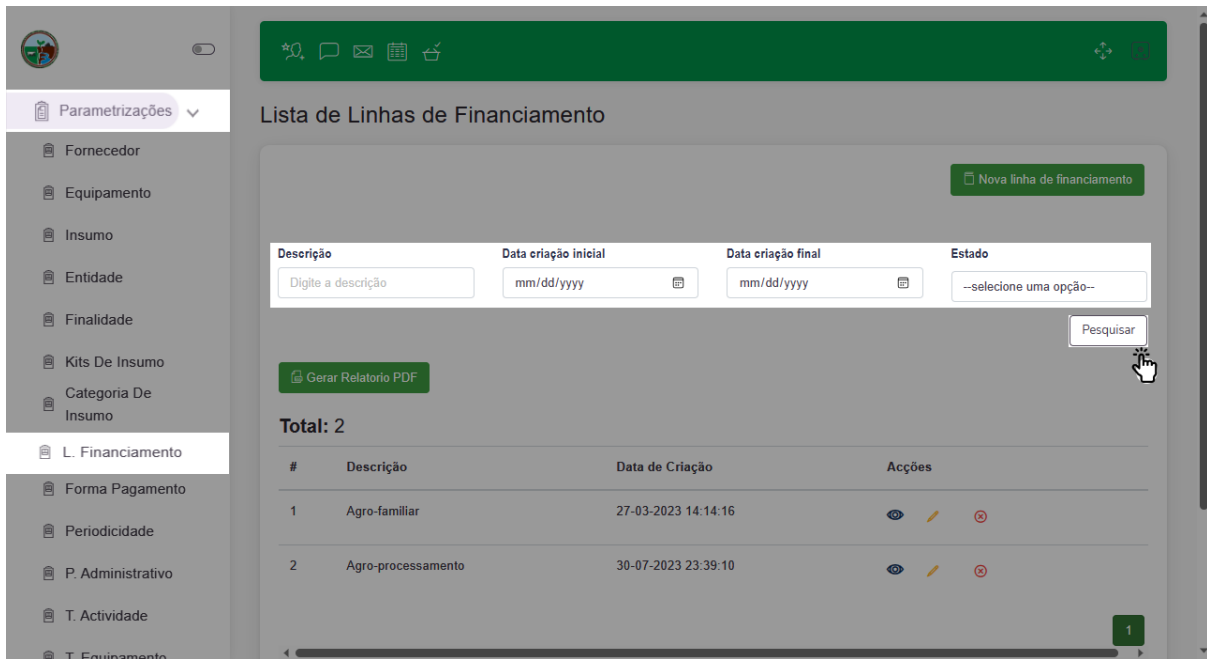 Parametrizações
Fornecedor
Equipamento
Insumo
Entidade
Finalidade
Kits De Insumo
Categoria De
Insumo
L. Financiamento
Forma Pagamento
Periodicidade
P. Administrativo
T. Actividade
T. Equipamento
Lista de Linhas de Financiamento
Nova linha de financiamento
Descrição Data criação inicial Data criação final Estado
Digite a descrição mm/dd/yyyy mm/dd/yyyy --selecione uma opção--
Pesquisar
Gerar Relatorio PDF
Total: 2
# Descrição Data de Criação Acções
1 Agro-familiar 27-03-2023 14:14:16
2 Agro-processamento 30-07-2023 23:39:10
1